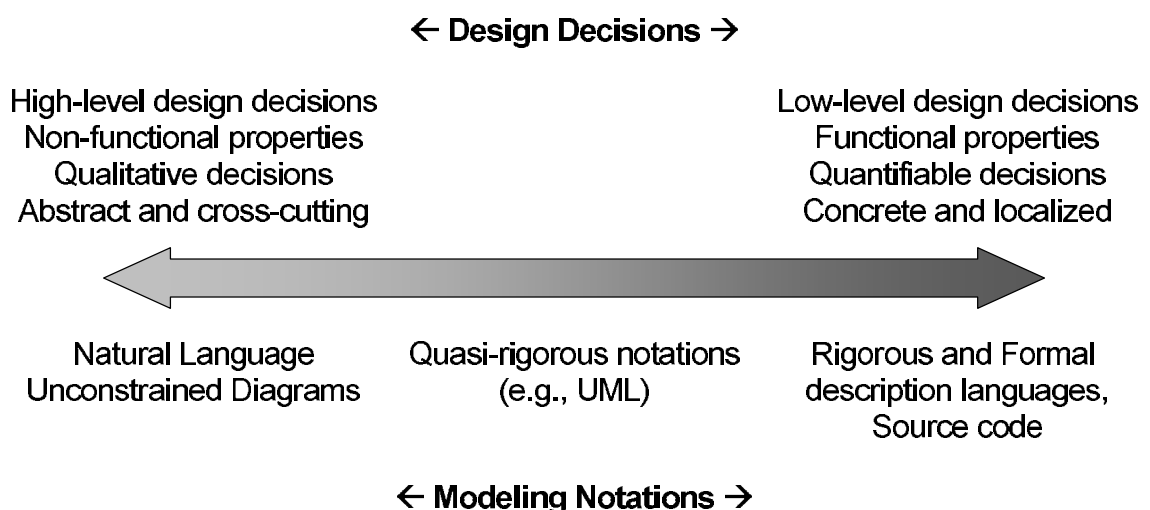 ← Design Decisions →
High-level design decisions
Non-functional properties
Qualitative decisions
Abstract and cross-cutting
Low-level design decisions
Functional properties
Quantifiable decisions
Concrete and localized
Natural Language
Unconstrained Diagrams
Quasi-rigorous notations
(e.g., UML)
Rigorous and Formal
description languages,
Source code
← Modeling Notations →